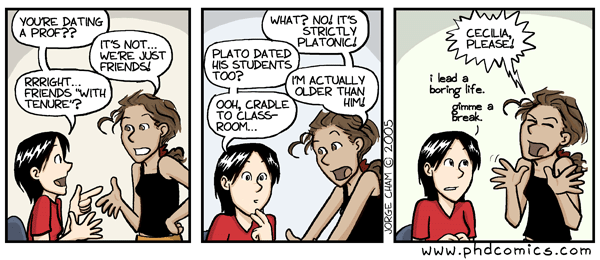 YOU'RE DATING
A PROF??
IT'S NOT...
WE'RE JUST
FRIENDS!
RRRIGHT...
FRIENDS "WITH
TENURE"?
WHAT? NO! IT'S
STRICTLY
PLATONIC!
PLATO DATED
HIS STUDENTS
TOO?
I'M ACTUALLY
OLDER THAN
HIM!
OOH, CRADLE
TO CLASS-
ROOM...
JORGE CHAM © 2005
CECILIA,
PLEASE!
i lead a
boring life.
gimme a
break.
www.phdcomics.com